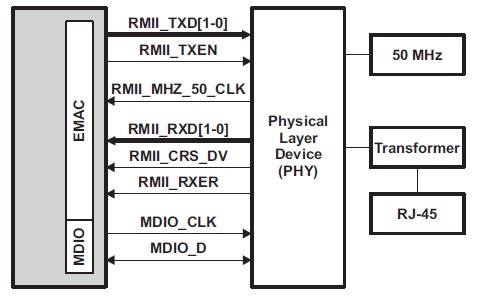 RMII_TXD[1-0]
RMII_TXEN
RMII_MHZ_50_CLK
RMII_RXD[1-0]
RMII_CRS_DV
RMII_RXER
MDIO_CLK
MDIO_D
EMAC
MDIO
Physical
Layer
Device
(PHY)
50 MHz
Transformer
RJ-45